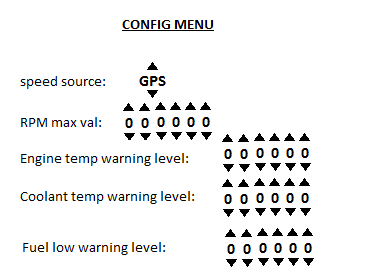 CONFIG MENU
speed source: GPS
RPM max val: 0 0 0 0 0 0
Engine temp warning level: 0 0 0 0 0 0
Coolant temp warning level: 0 0 0 0 0 0
Fuel low warning level: 0 0 0 0 0 0